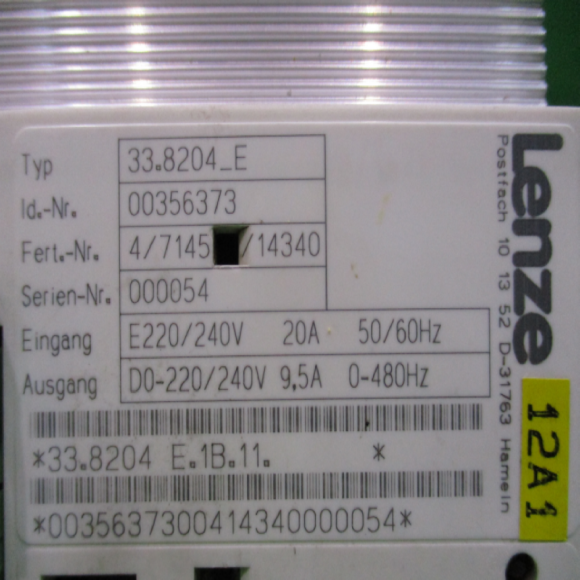 Typ 33.8204_E
Id.-Nr. 00356373
Fert.-Nr. 4/7145 /14340
Serien-Nr. 000054
Eingang E220/240V 20A 50/60Hz
Ausgang D0-220/240V 9,5A 0-480Hz
*33.8204 E.1B.11. *
*0035637300414340000054*
Lenze
Postfach 10 13 52 D-31763 Hameln
12A1